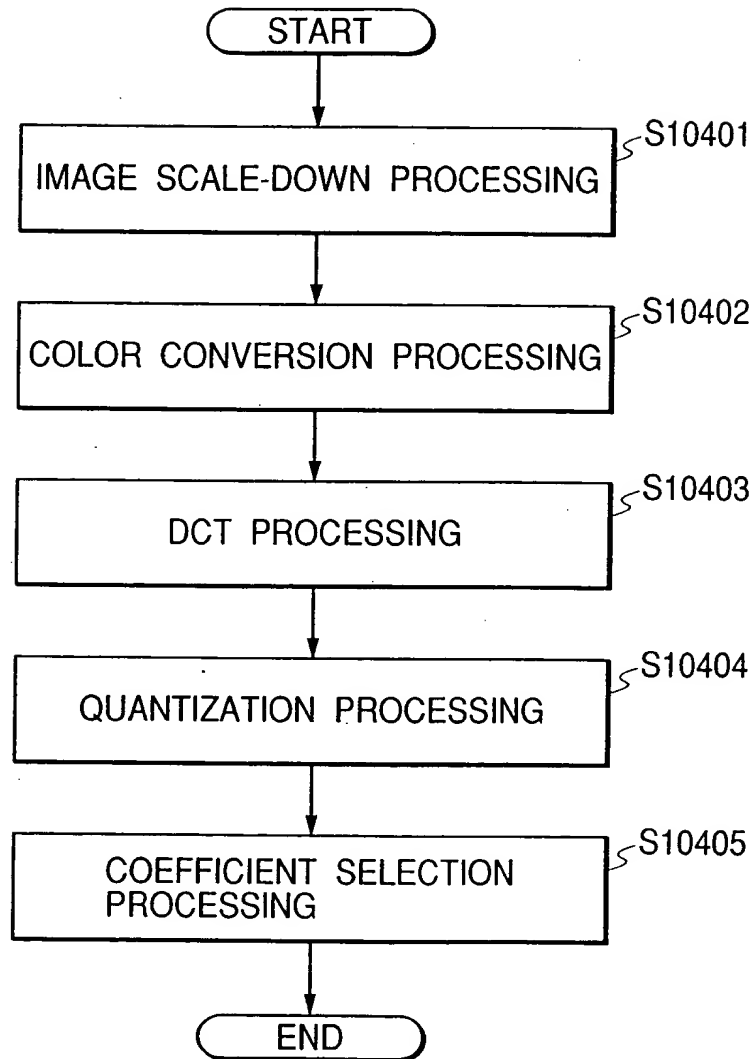 START
S10401
IMAGE SCALE-DOWN PROCESSING
S10402
COLOR CONVERSION PROCESSING
S10403
DCT PROCESSING
S10404
QUANTIZATION PROCESSING
S10405
COEFFICIENT SELECTION
PROCESSING
END